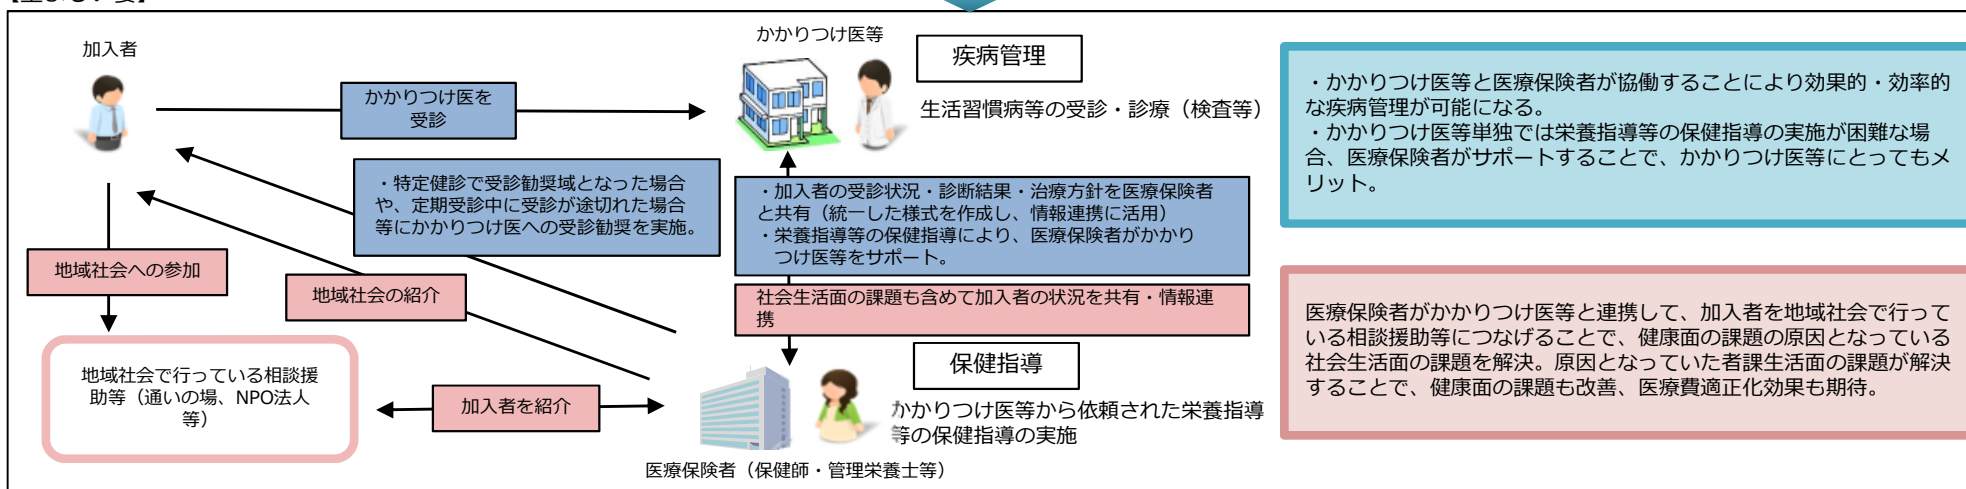 加入者
かかりつけ医等
疾病管理
かかりつけ医を
受診
生活習慣病等の受診・診療（検査等）
・特定健診で受診勧奨域となった場合
や、定期受診中に受診が途切れた場合
等にかかりつけ医への受診勧奨を実施。
・加入者の受診状況・診断結果・治療方針を医療保険者
と共有（統一した様式を作成し、情報連携に活用）
・栄養指導等の保健指導により、医療保険者がかかり
つけ医等をサポート。
地域社会への参加
地域社会の紹介
社会生活面の課題も含めて加入者の状況を共有・情報連
携
地域社会で行っている相談援
助等（通いの場、NPO法人
等）
加入者を紹介
保健指導
かかりつけ医等から依頼された栄養指導
等の保健指導の実施
医療保険者（保健師・管理栄養士等）
・かかりつけ医等と医療保険者が協働することにより効果的・効率的
な疾病管理が可能になる。
・かかりつけ医等単独では栄養指導等の保健指導の実施が困難な場
合、医療保険者がサポートすることで、かかりつけ医等にとってもメ
リット。
医療保険者がかかりつけ医等と連携して、加入者を地域社会で行って
いる相談援助等につなげることで、健康面の課題の原因となっている
社会生活面の課題を解決。原因となっていた者課生活面の課題が解決
することで、健康面の課題も改善、医療費適正化効果も期待。